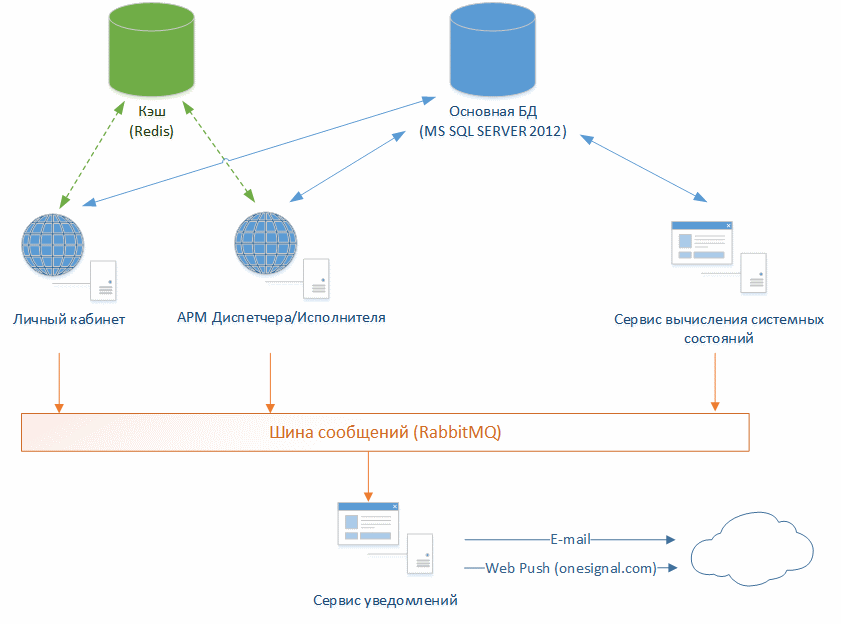 Кэш
(Redis)
Основная БД
(MS SQL SERVER 2012)
Личный кабинет
АРМ Диспетчера/Исполнителя
Сервис вычисления системных
состояний
Шина сообщений (RabbitMQ)
E-mail
Web Push (onesignal.com)
Сервис уведомлений